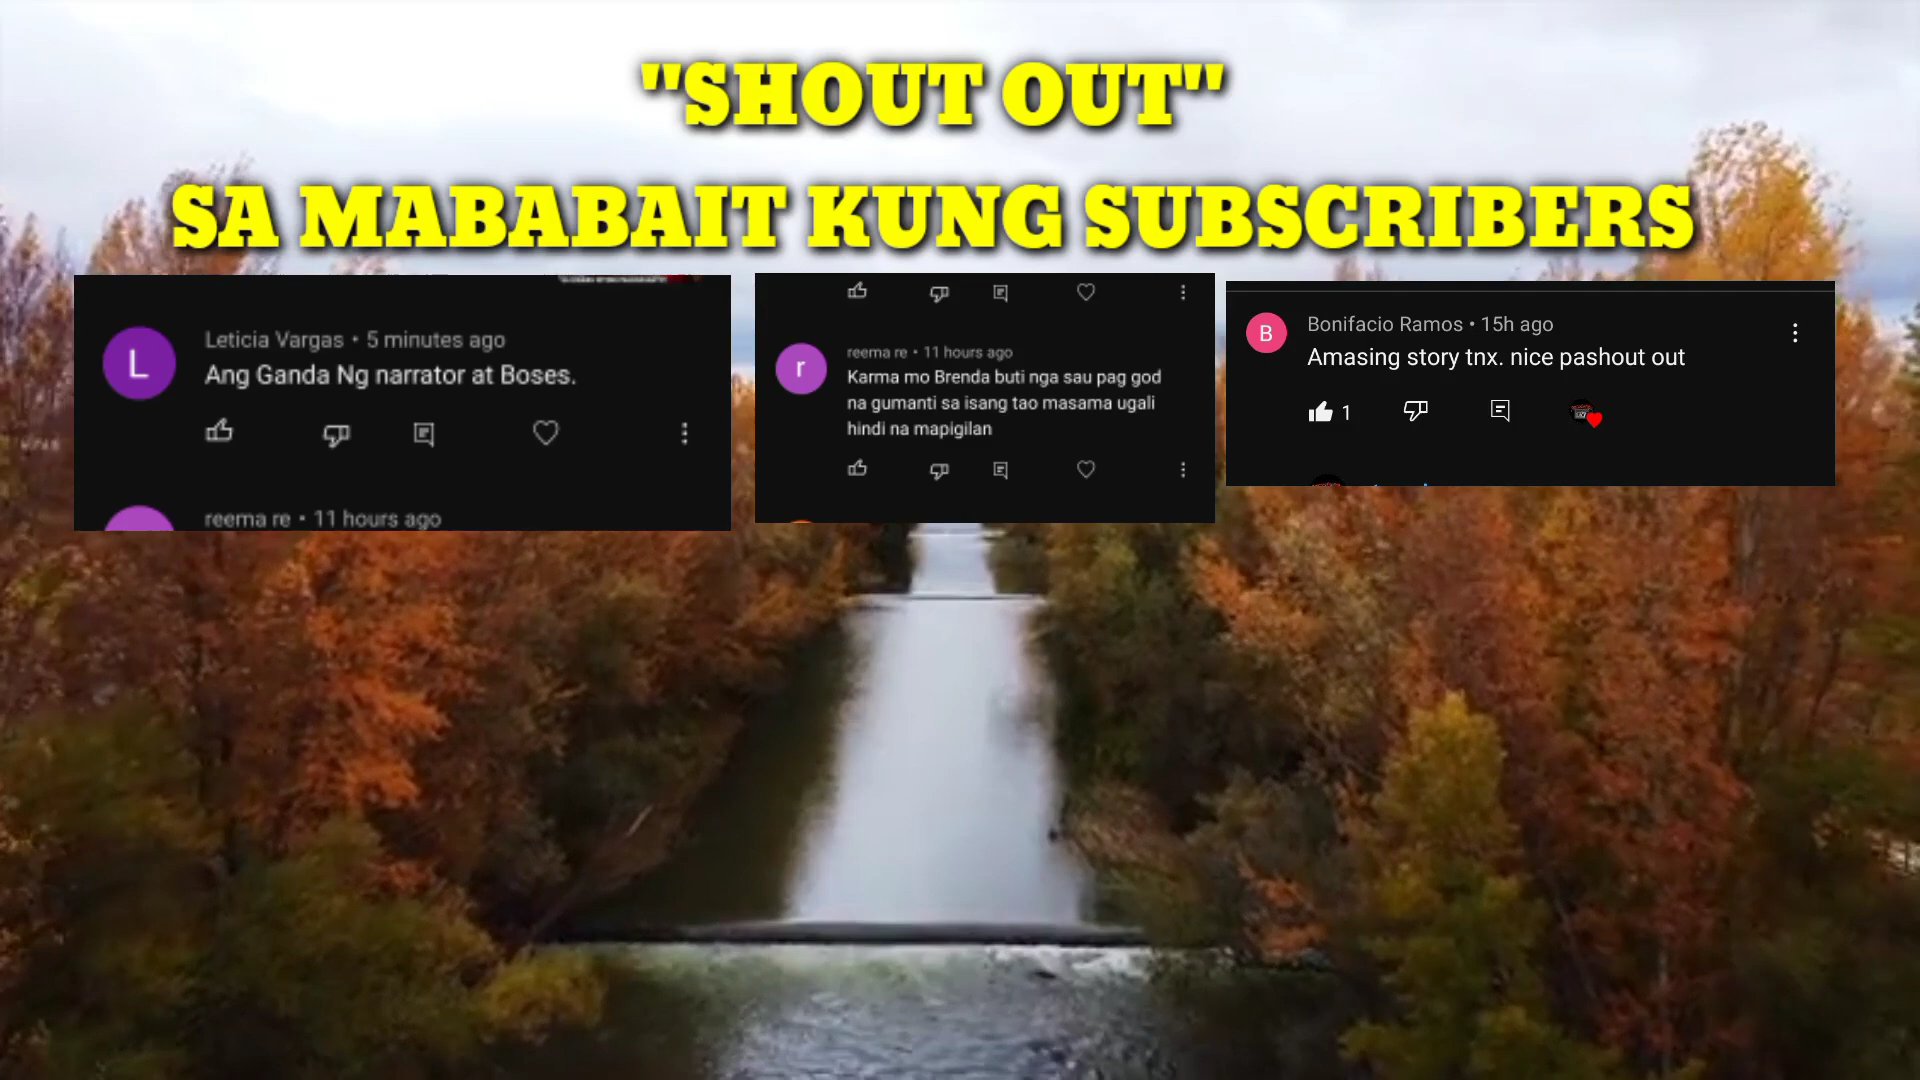 "SHOUT OUT"
SA MABABAIT KUNG SUBSCRIBERS
L
Leticia Vargas • 5 minutes ago
Ang Ganda Ng narrator at Boses.
reema re • 11 hours ago
r
reema re • 11 hours ago
Karma mo Brenda buti nga sau pag god
na gumanti sa isang tao masama ugali
hindi na mapigilan
B
Bonifacio Ramos • 15h ago
Amasing story tnx. nice pashout out
1